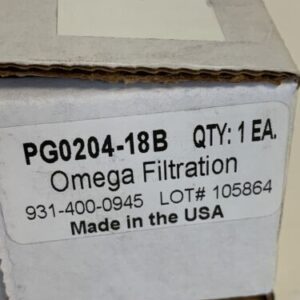 PG0204-18B QTY: 1 EA.
Omega Filtration
931-400-0945 LOT# 105864
Made in the USA